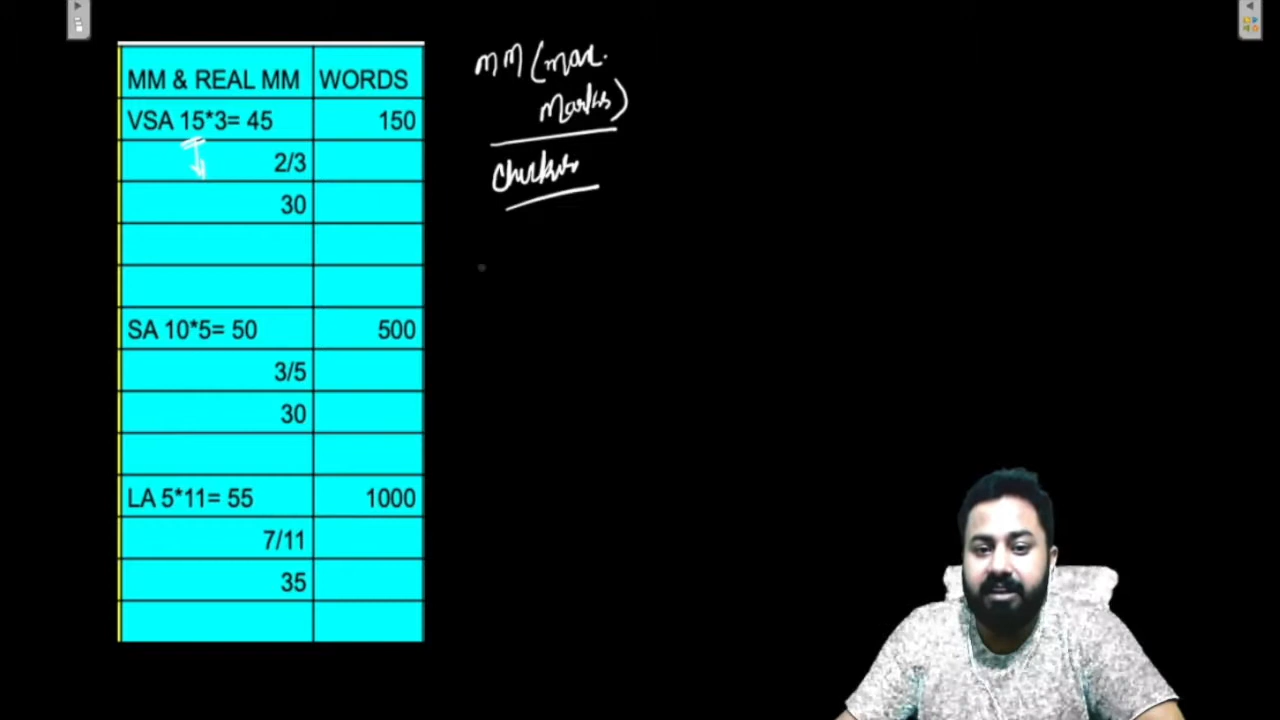 MM & REAL MM WORDS
VSA 15*3= 45 150
2/3
30
SA 10*5= 50 500
3/5
30
LA 5*11= 55 1000
7/11
35
MM (max.
Marks)